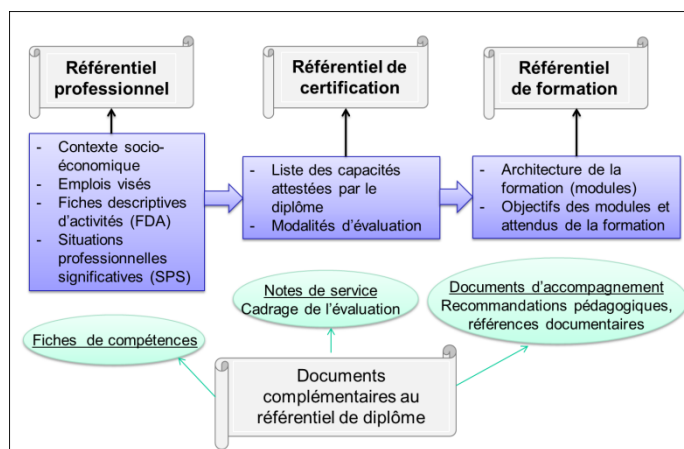 Référentiel
professionnel
Référentiel de
certification
Référentiel
de formation
- Contexte socio-
économique
- Emplois visés
- Fiches descriptives
d'activités (FDA)
- Situations
professionnelles
significatives (SPS)
- Liste des capacités
attestées par le
diplôme
- Modalités d'évaluation
- Architecture de la
formation (modules)
- Objectifs des modules et
attendus de la formation
Fiches de compétences
Notes de service
Cadrage de l'évaluation
Documents d'accompagnement
Recommandations pédagogiques,
références documentaires
Documents
complémentaires au
référentiel de diplôme